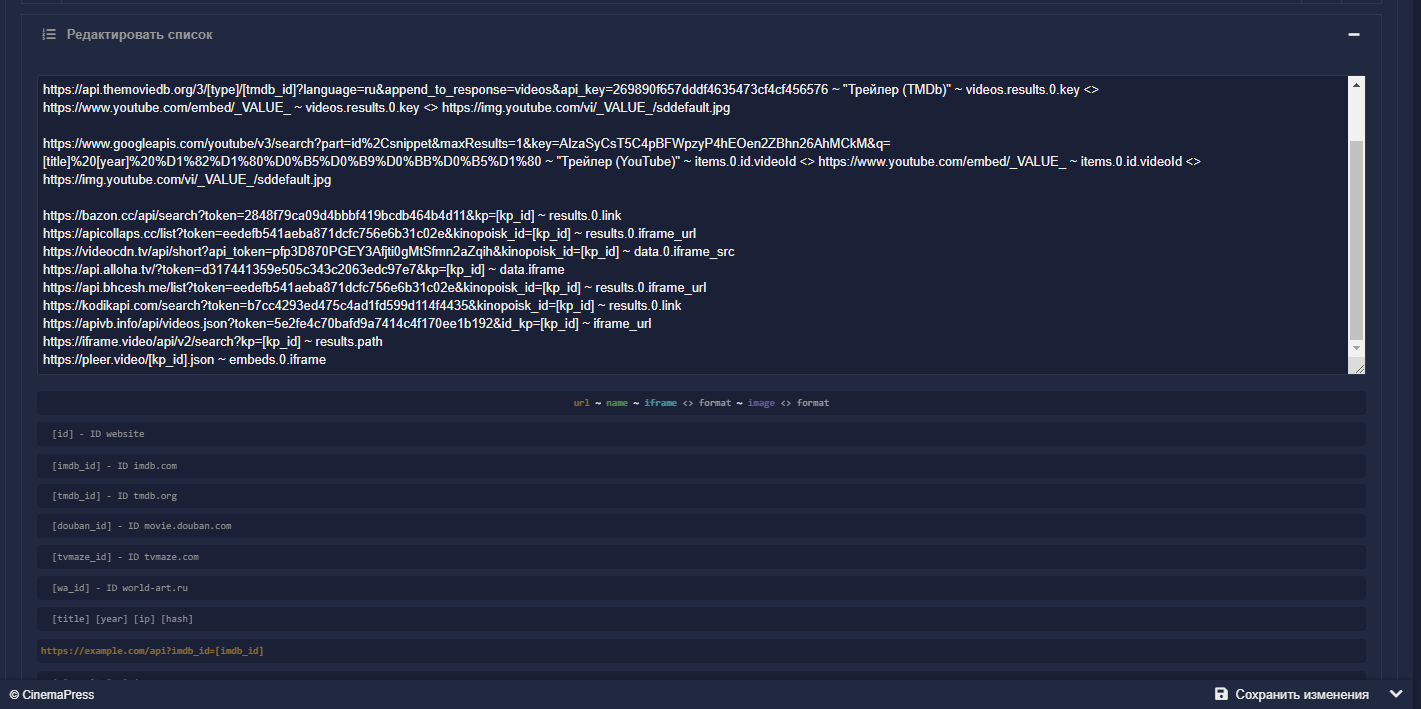 Редактировать список
https://api.themoviedb.org/3/[type]/[tmdb_id]?language=ru&append_to_response=videos&api_key=269890f657dddf4635473cf4cf456576 ~ "Трейлер (TMDb)" ~ videos.results.0.key <>
https://www.youtube.com/embed/_VALUE_ ~ videos.results.0.key <> https://img.youtube.com/vi/_VALUE_/sddefault.jpg
https://www.googleapis.com/youtube/v3/search?part=id%2Csnippet&maxResults=1&key=AIzaSyCsT5C4pBFWpzyP4hEOen2ZBhn26AhMCkM&q=
[title]%20[year]%20%D1%82%D1%80%D0%B5%D0%B9%D0%BB%D0%B5%D1%80 ~ "Трейлер (YouTube)" ~ items.0.id.videoId <> https://www.youtube.com/embed/_VALUE_ ~ items.0.id.videoId <>
https://img.youtube.com/vi/_VALUE_/sddefault.jpg
https://bazon.cc/api/search?token=2848f79ca09d4bbbf419bcdb464b4d11&kp=[kp_id] ~ results.0.link
https://apicollaps.cc/list?token=eedefb541aeba871dcfc756e6b31c02e&kinopoisk_id=[kp_id] ~ results.0.iframe_url
https://videocdn.tv/api/short?api_token=pfp3D870PGEY3Afjti0gMtSfmn2aZqih&kinopoisk_id=[kp_id] ~ data.0.iframe_src
https://api.alloha.tv/?token=d317441359e505c343c2063edc97e7&kp=[kp_id] ~ data.iframe
https://api.bhcesh.me/list?token=eedefb541aeba871dcfc756e6b31c02e&kinopoisk_id=[kp_id] ~ results.0.iframe_url
https://kodikapi.com/search?token=b7cc4293ed475c4ad1fd599d114f4435&kinopoisk_id=[kp_id] ~ results.0.link
https://apivb.info/api/videos.json?token=5e2fe4c70bafd9a7414c4f170ee1b192&id_kp=[kp_id] ~ iframe_url
https://iframe.video/api/v2/search?kp=[kp_id] ~ results.path
https://pleer.video/[kp_id].json ~ embeds.0.iframe
url ~ name ~ iframe <> format ~ image <> format
[id] - ID website
[imdb_id] - ID imdb.com
[tmdb_id] - ID tmdb.org
[douban_id] - ID movie.douban.com
[tvmaze_id] - ID tvmaze.com
[wa_id] - ID world-art.ru
[title] [year] [ip] [hash]
https://example.com/api?imdb_id=[imdb_id]
© CinemaPress
Сохранить изменения